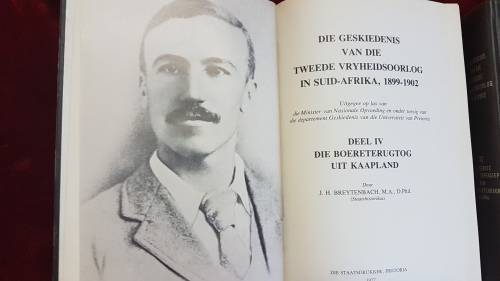 DIE GESKIEDENIS
VAN DIE
TWEEDE VRYHEIDSOORLOG
IN SUID-AFRIKA, 1899-1902
Uitgegee op las van
die Minister van Nasionale Opvoeding en onder toesig van
die departement Geskiedenis van die Universiteit van Pretoria
DEEL IV
DIE BOERETERUGTOG
UIT KAAPLAND
Deur
J. H. BREYTENBACH, M.A., D.Phil.
(Staatshistorikus)
DIE STAATSDRUKKER, PRETORIA
1977